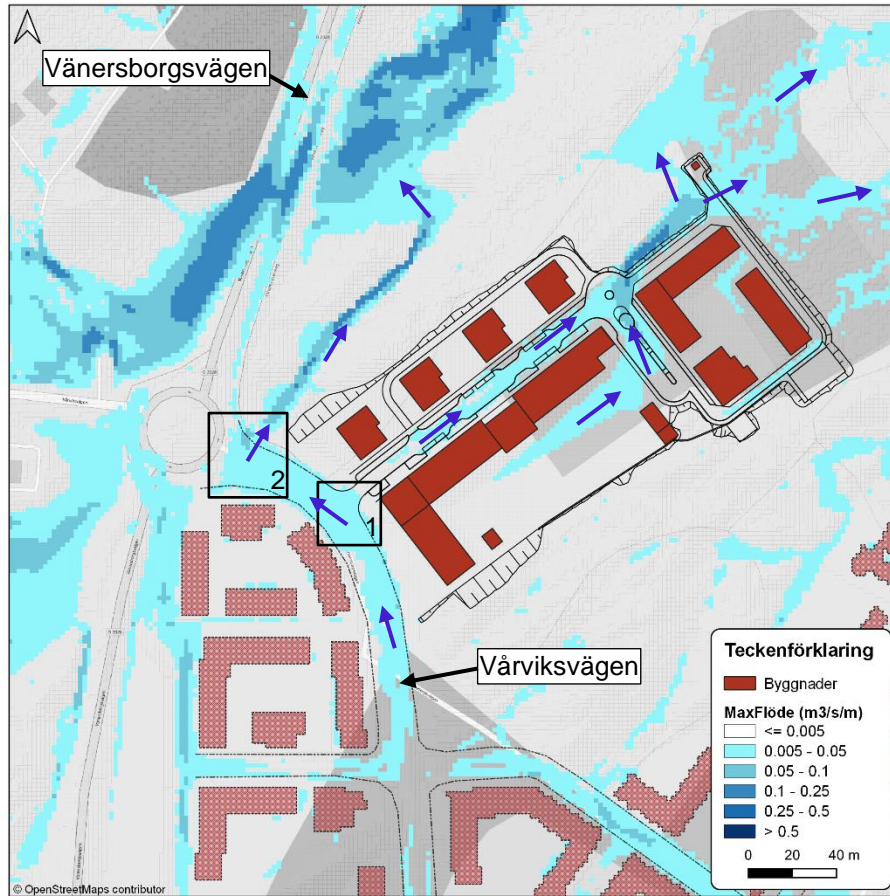 Vänersborgsvägen
2
1
Vårviksvägen
Teckenförklaring
Byggnader
MaxFlöde (m3/s/m)
<= 0.005
0.005 - 0.05
0.05 - 0.1
0.1 - 0.25
0.25 - 0.5
> 0.5
0 20 40 m
© OpenStreetMaps contributor